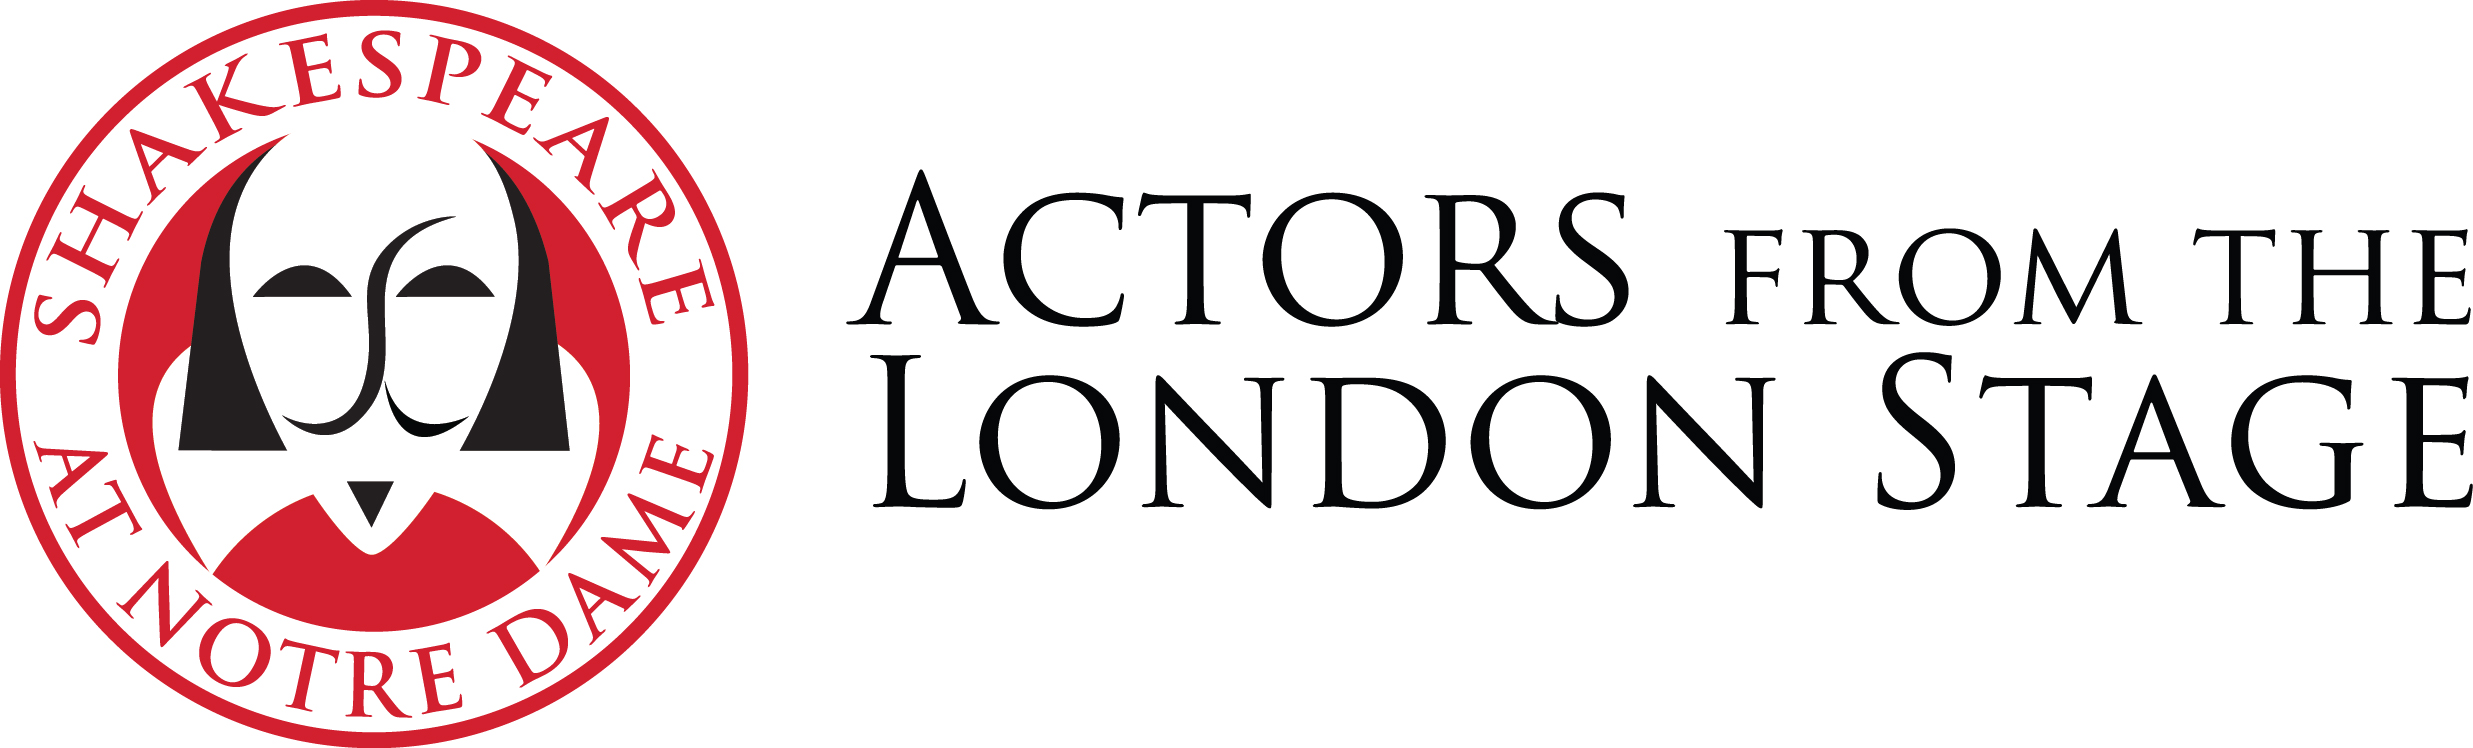 SHAKESPEARE
AT NOTRE DAME
ACTORS FROM THE
LONDON STAGE